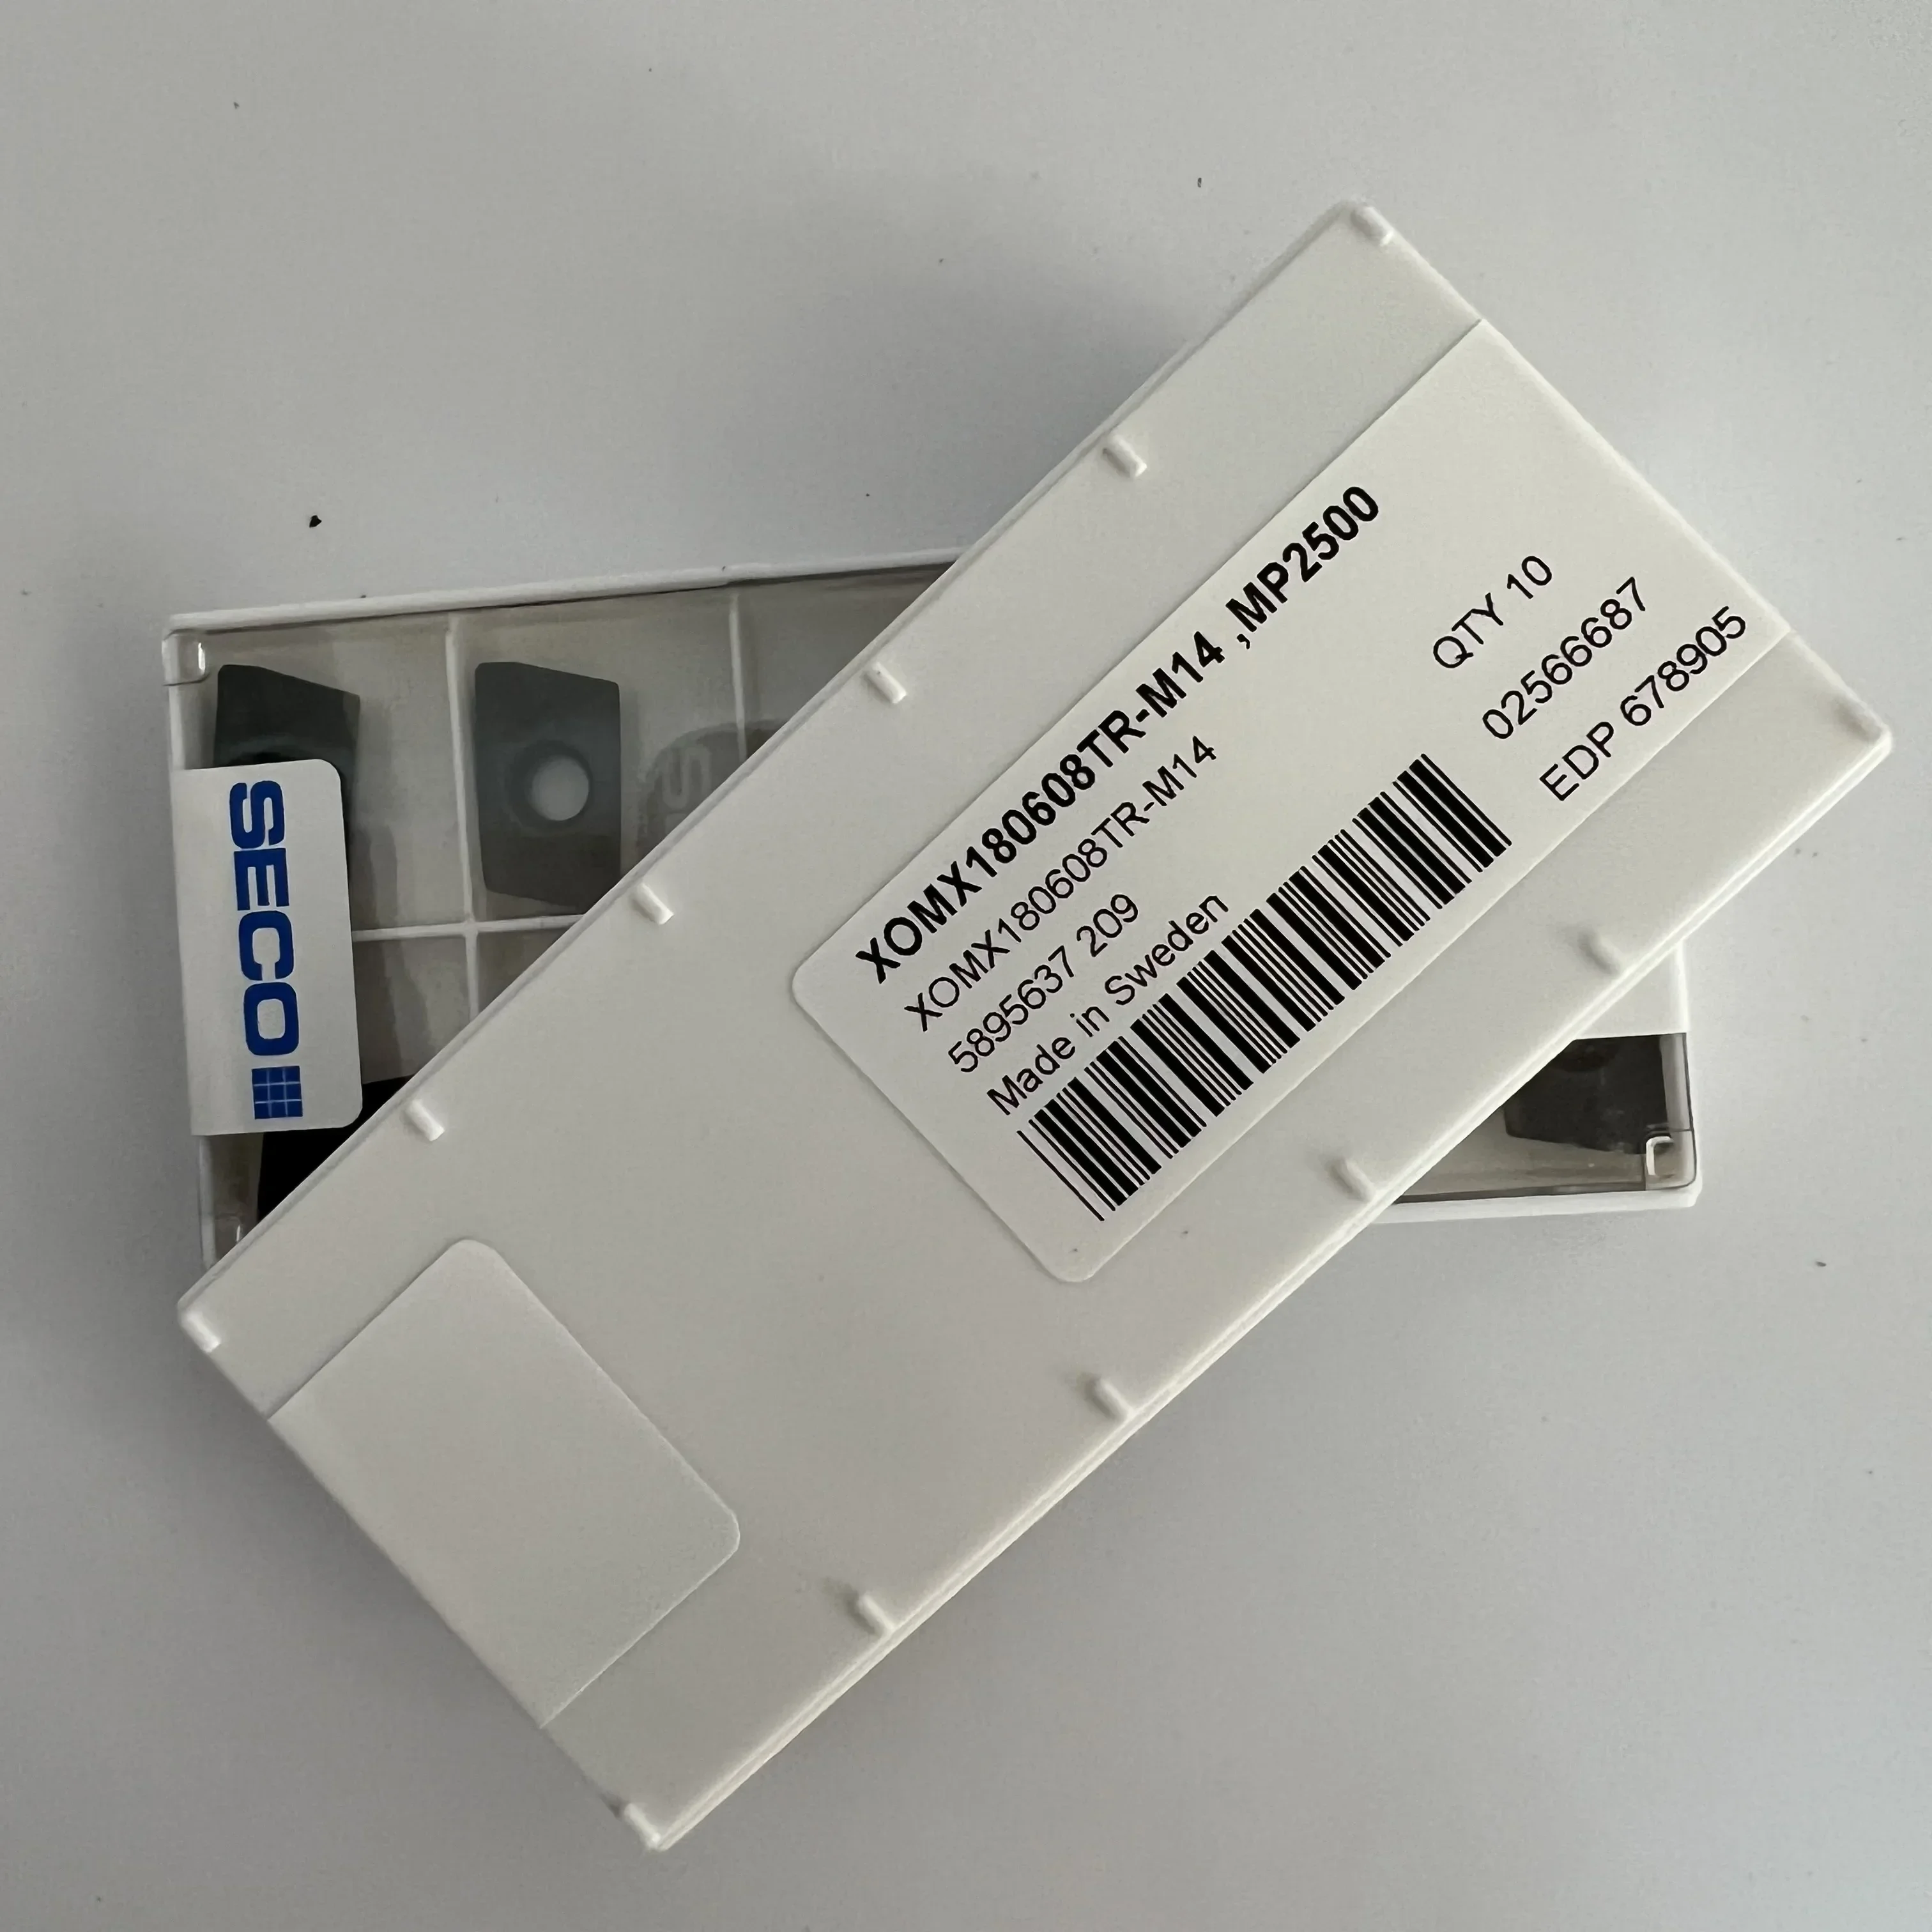 SECO
XOMX180608TR-M14 ,MP2500
XOMX180608TR-M14
5895637 209
Made in Sweden
QTY 10
02566687
EDP 678905